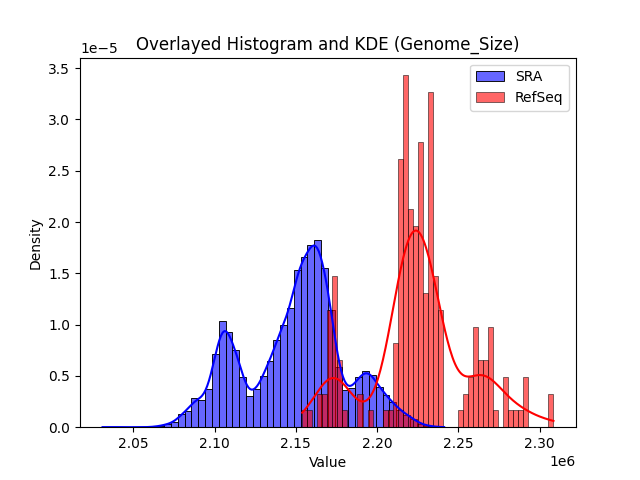 Overlayed Histogram and KDE (Genome_Size)
1e−5
SRA
RefSeq
3.5
3.0
2.5
2.0
1.5
1.0
0.5
0.0
Density
2.05
2.10
2.15
2.20
2.25
2.30
1e6
Value